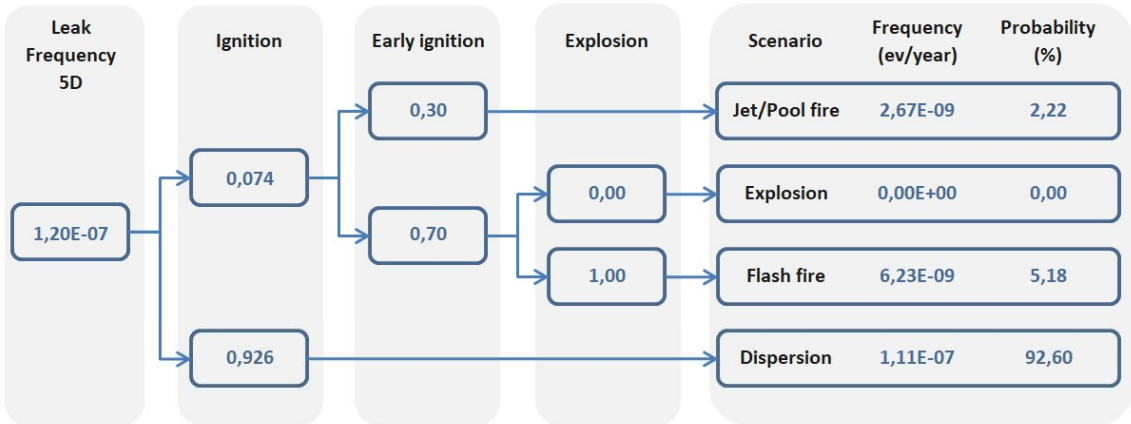 Leak
Frequency
5D
Ignition
Early ignition
Explosion
Scenario
Frequency
(ev/year)
Probability
(%)
0,30
Jet/Pool fire
2,67E-09
2,22
0,074
0,00
Explosion
0,00E+00
0,00
1,20E-07
0,70
1,00
Flash fire
6,23E-09
5,18
0,926
Dispersion
1,11E-07
92,60